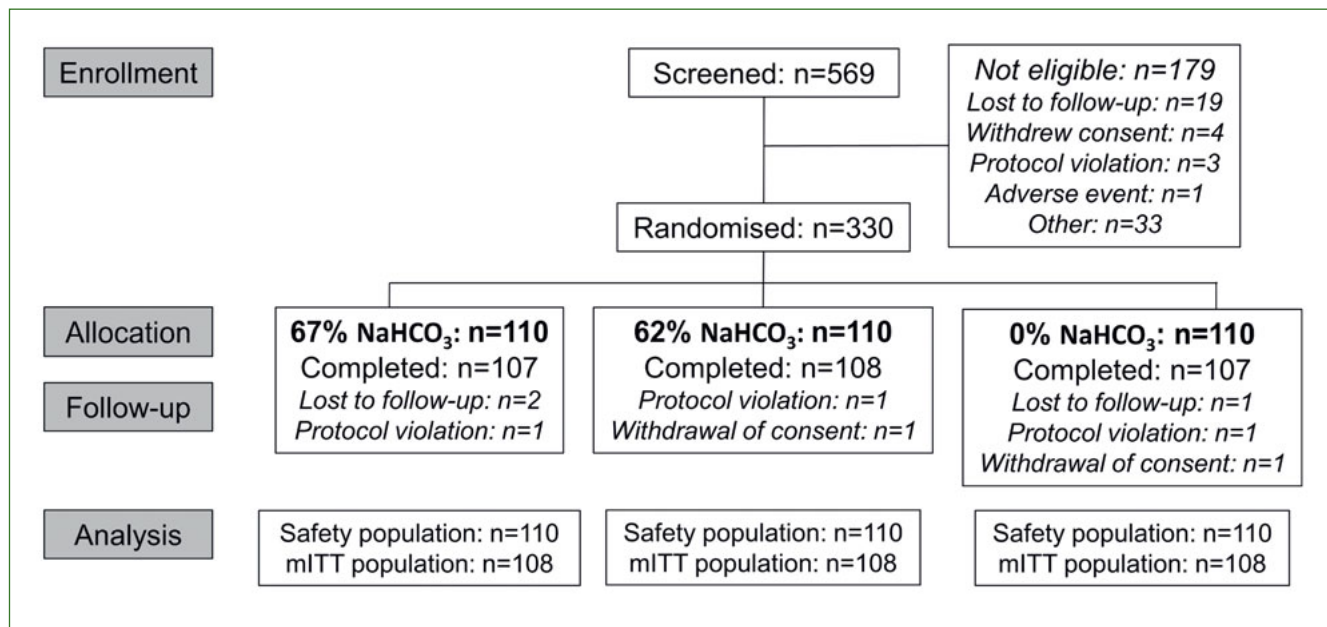 Enrollment
Screened: n=569
Not eligible: n=179
Lost to follow-up: n=19
Withdrew consent: n=4
Protocol violation: n=3
Adverse event: n=1
Other: n=33
Randomised: n=330
Allocation
Follow-up
67% NaHCO₃: n=110
Completed: n=107
Lost to follow-up: n=2
Protocol violation: n=1
62% NaHCO₃: n=110
Completed: n=108
Protocol violation: n=1
Withdrawal of consent: n=1
0% NaHCO₃: n=110
Completed: n=107
Lost to follow-up: n=1
Protocol violation: n=1
Withdrawal of consent: n=1
Analysis
Safety population: n=110
mITT population: n=108
Safety population: n=110
mITT population: n=108
Safety population: n=110
mITT population: n=108